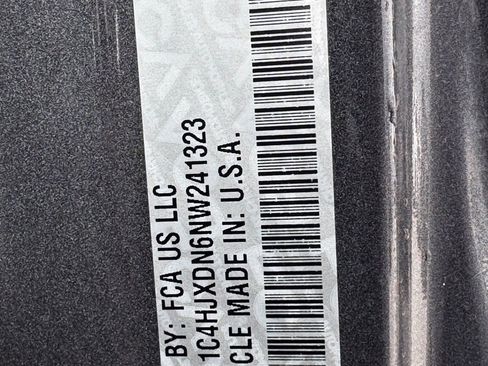 BY: FCA US LLC
1C4HJXDN6NW241323
CLE MADE IN: U.S.A.